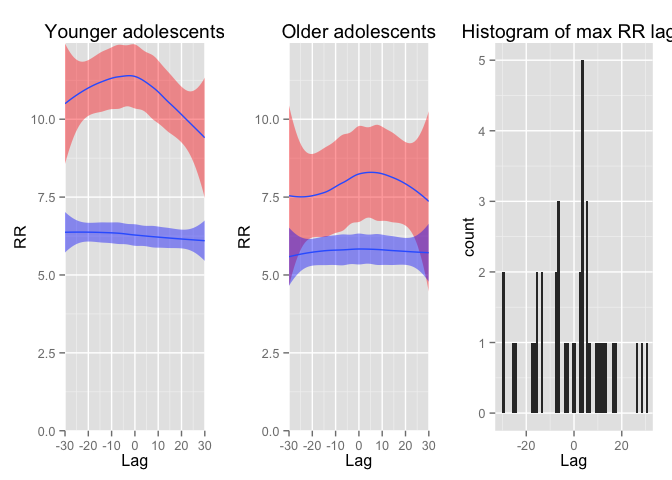 Younger adolescents
Older adolescents
Histogram of max RR lag
RR
10.0
7.5
5.0
2.5
0.0
-30 -20 -10 0 10 20 30
Lag
RR
10.0
7.5
5.0
2.5
0.0
-30 -20 -10 0 10 20 30
Lag
count
5
4
3
2
1
0
-20 0 20
Lag